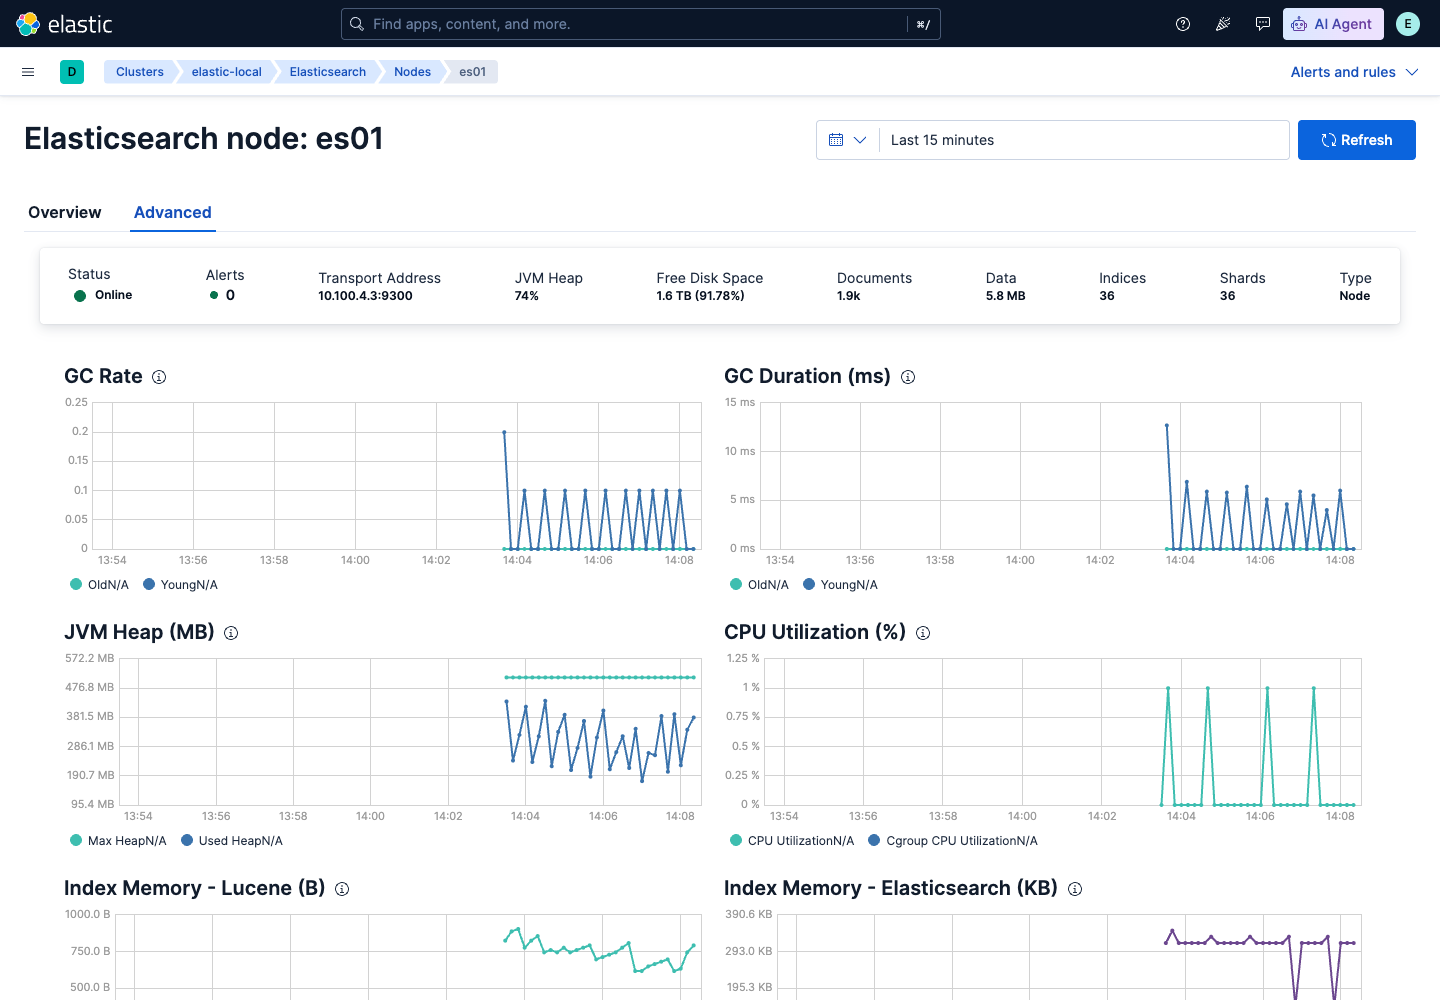 elastic
Find apps, content, and more.
⌘/
AI Agent
E
D
Clusters
elastic-local
Elasticsearch
Nodes
es01
Alerts and rules
Elasticsearch node: es01
Last 15 minutes
Refresh
Overview
Advanced
Status
Online
Alerts
0
Transport Address
10.100.4.3:9300
JVM Heap
74%
Free Disk Space
1.6 TB (91.78%)
Documents
1.9k
Data
5.8 MB
Indices
36
Shards
36
Type
Node
GC Rate
0.25
0.2
0.15
0.1
0.05
0
13:54 13:56 13:58 14:00 14:02 14:04 14:06 14:08
OldN/A YoungN/A
GC Duration (ms)
15 ms
10 ms
5 ms
0 ms
13:54 13:56 13:58 14:00 14:02 14:04 14:06 14:08
OldN/A YoungN/A
JVM Heap (MB)
572.2 MB
476.8 MB
381.5 MB
286.1 MB
190.7 MB
95.4 MB
13:54 13:56 13:58 14:00 14:02 14:04 14:06 14:08
Max HeapN/A Used HeapN/A
CPU Utilization (%)
1.25 %
1 %
0.75 %
0.5 %
0.25 %
0 %
13:54 13:56 13:58 14:00 14:02 14:04 14:06 14:08
CPU UtilizationN/A Cgroup CPU UtilizationN/A
Index Memory - Lucene (B)
1000.0 B
750.0 B
500.0 B
Index Memory - Elasticsearch (KB)
390.6 KB
293.0 KB
195.3 KB